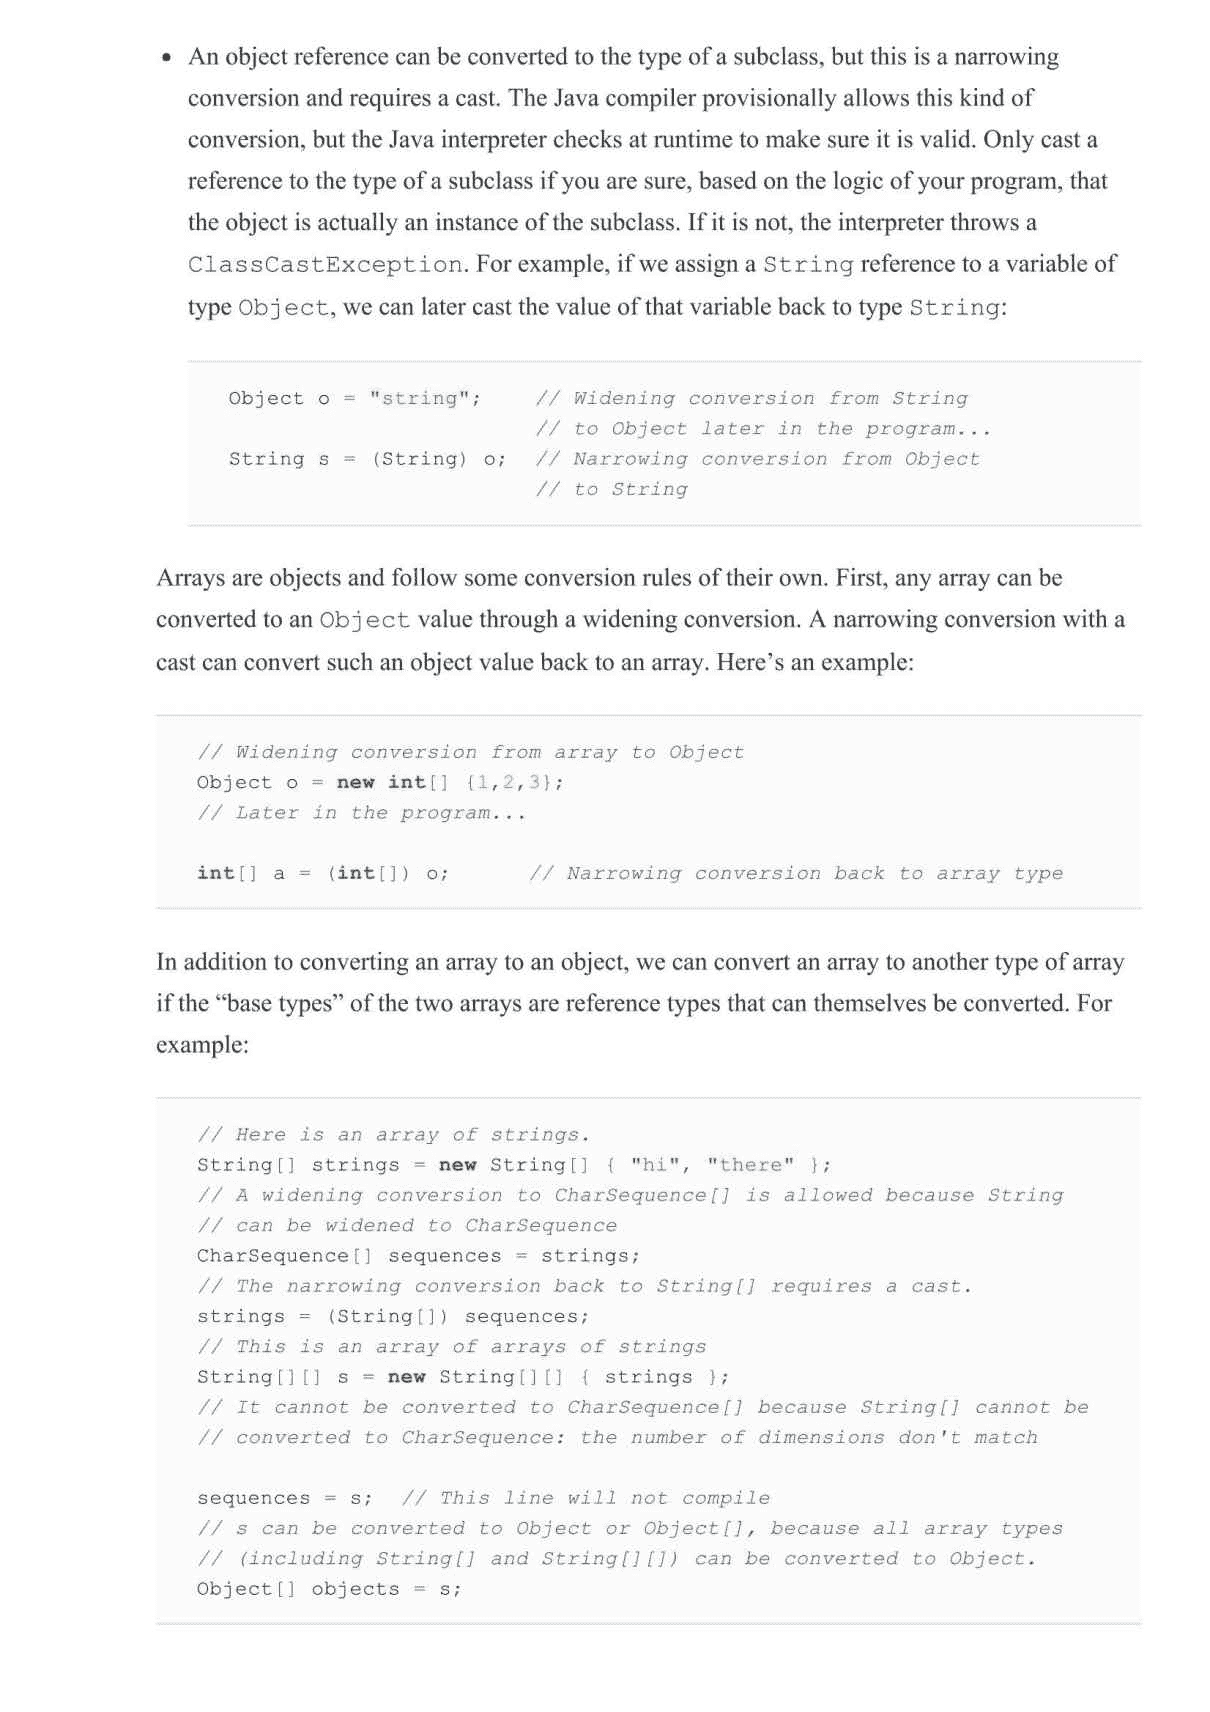 • An object reference can be converted to the type of a subclass, but this is a narrowing
conversion and requires a cast. The Java compiler provisionally allows this kind of
conversion, but the Java interpreter checks at runtime to make sure it is valid. Only cast a
reference to the type of a subclass if you are sure, based on the logic of your program, that
the object is actually an instance of the subclass. If it is not, the interpreter throws a
ClassCastException. For example, if we assign a String reference to a variable of
type Object, we can later cast the value of that variable back to type String:
Object o = "string";    // Widening conversion from String
                        // to Object later in the program...
String s = (String) o;  // Narrowing conversion from Object
                        // to String
Arrays are objects and follow some conversion rules of their own. First, any array can be
converted to an Object value through a widening conversion. A narrowing conversion with a
cast can convert such an object value back to an array. Here’s an example:
// Widening conversion from array to Object
Object o = new int[] {1,2,3};
// Later in the program...
int[] a = (int[]) o;      // Narrowing conversion back to array type
In addition to converting an array to an object, we can convert an array to another type of array
if the “base types” of the two arrays are reference types that can themselves be converted. For
example:
// Here is an array of strings.
String[] strings = new String[] { "hi", "there" };
// A widening conversion to CharSequence[] is allowed because String
// can be widened to CharSequence
CharSequence[] sequences = strings;
// The narrowing conversion back to String[] requires a cast.
strings = (String[]) sequences;
// This is an array of arrays of strings
String[][] s = new String[][] { strings };
// It cannot be converted to CharSequence[] because String[] cannot be
// converted to CharSequence: the number of dimensions don't match
sequences = s;  // This line will not compile
// s can be converted to Object or Object[], because all array types
// (including String[] and String[][]) can be converted to Object.
Object[] objects = s;